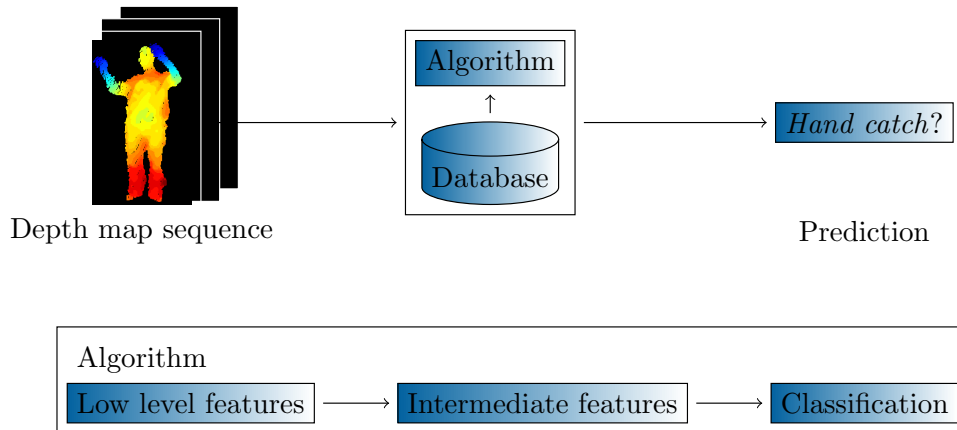 Algorithm
Database
Hand catch?
Depth map sequence
Prediction
Algorithm
Low level features
Intermediate features
Classification